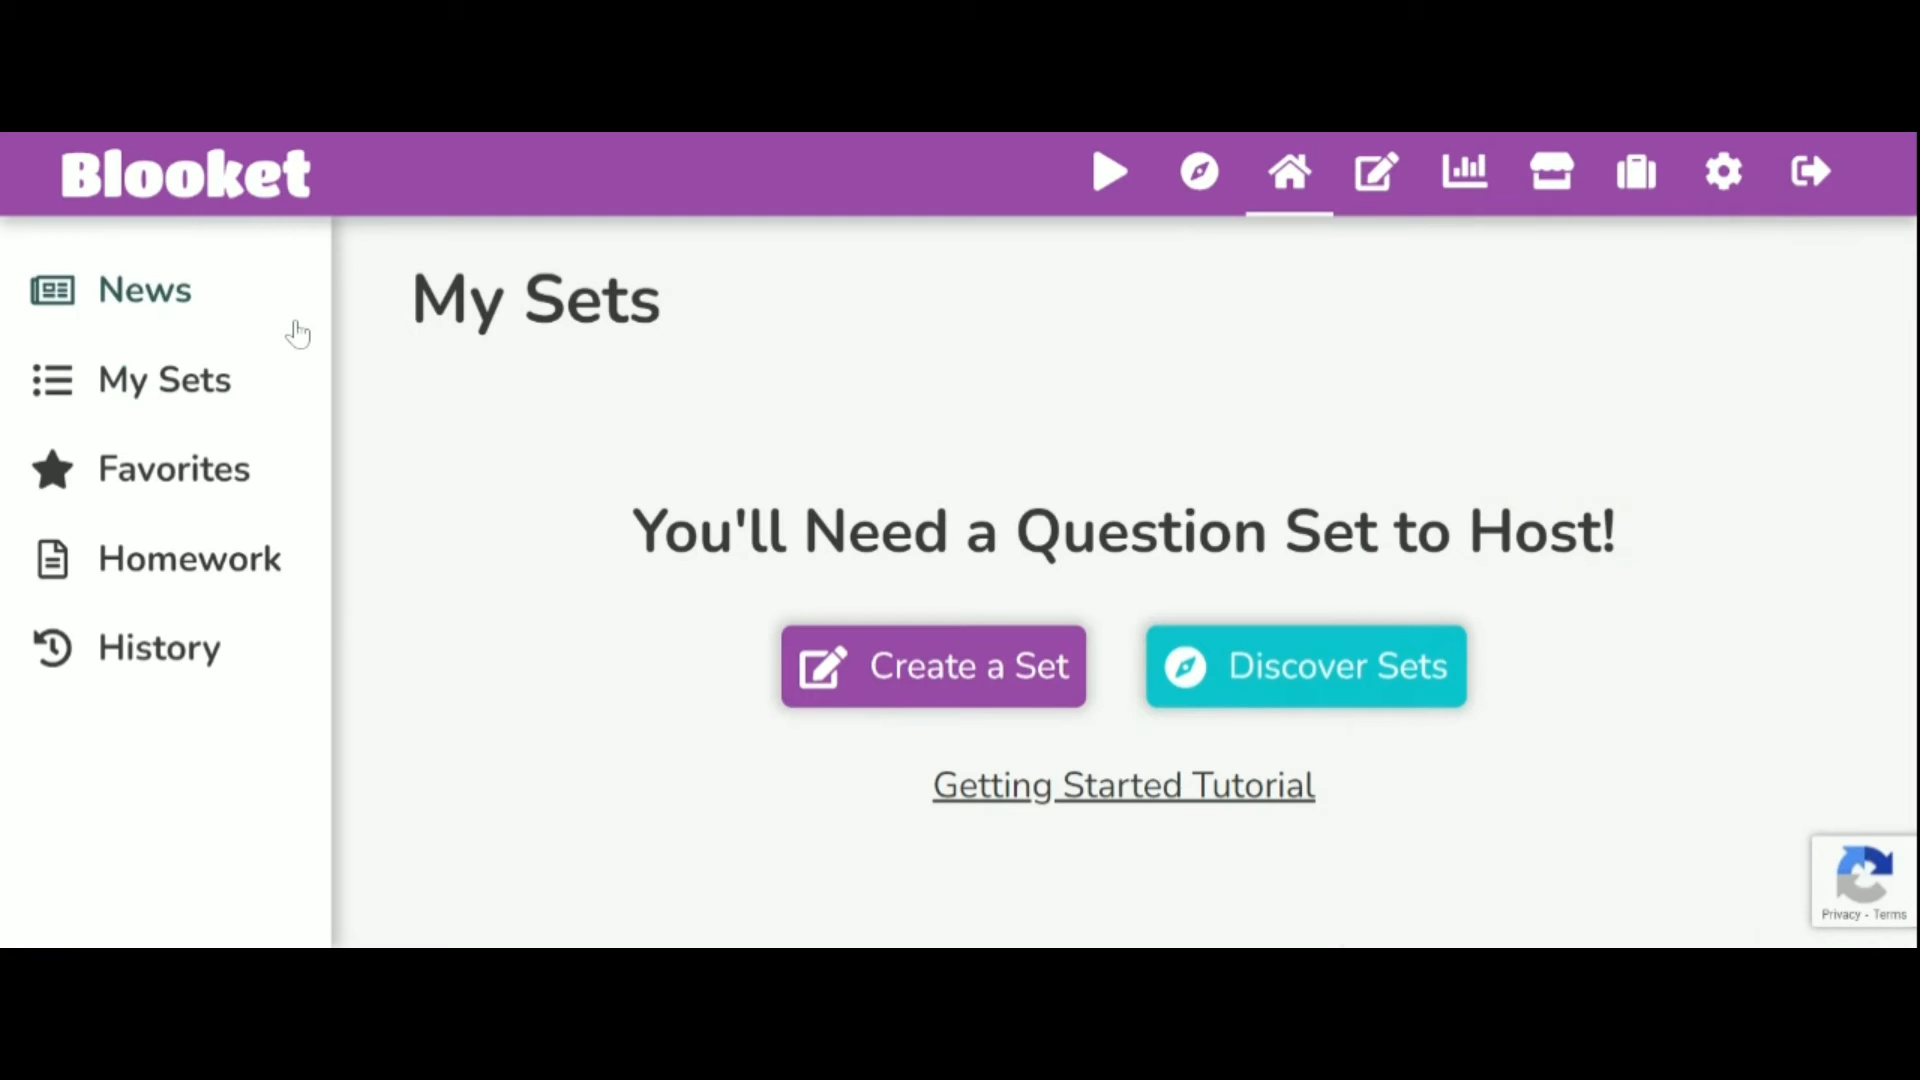 Blooket
News
My Sets
Favorites
Homework
History
My Sets
You'll Need a Question Set to Host!
Create a Set
Discover Sets
Getting Started Tutorial
Privacy - Terms